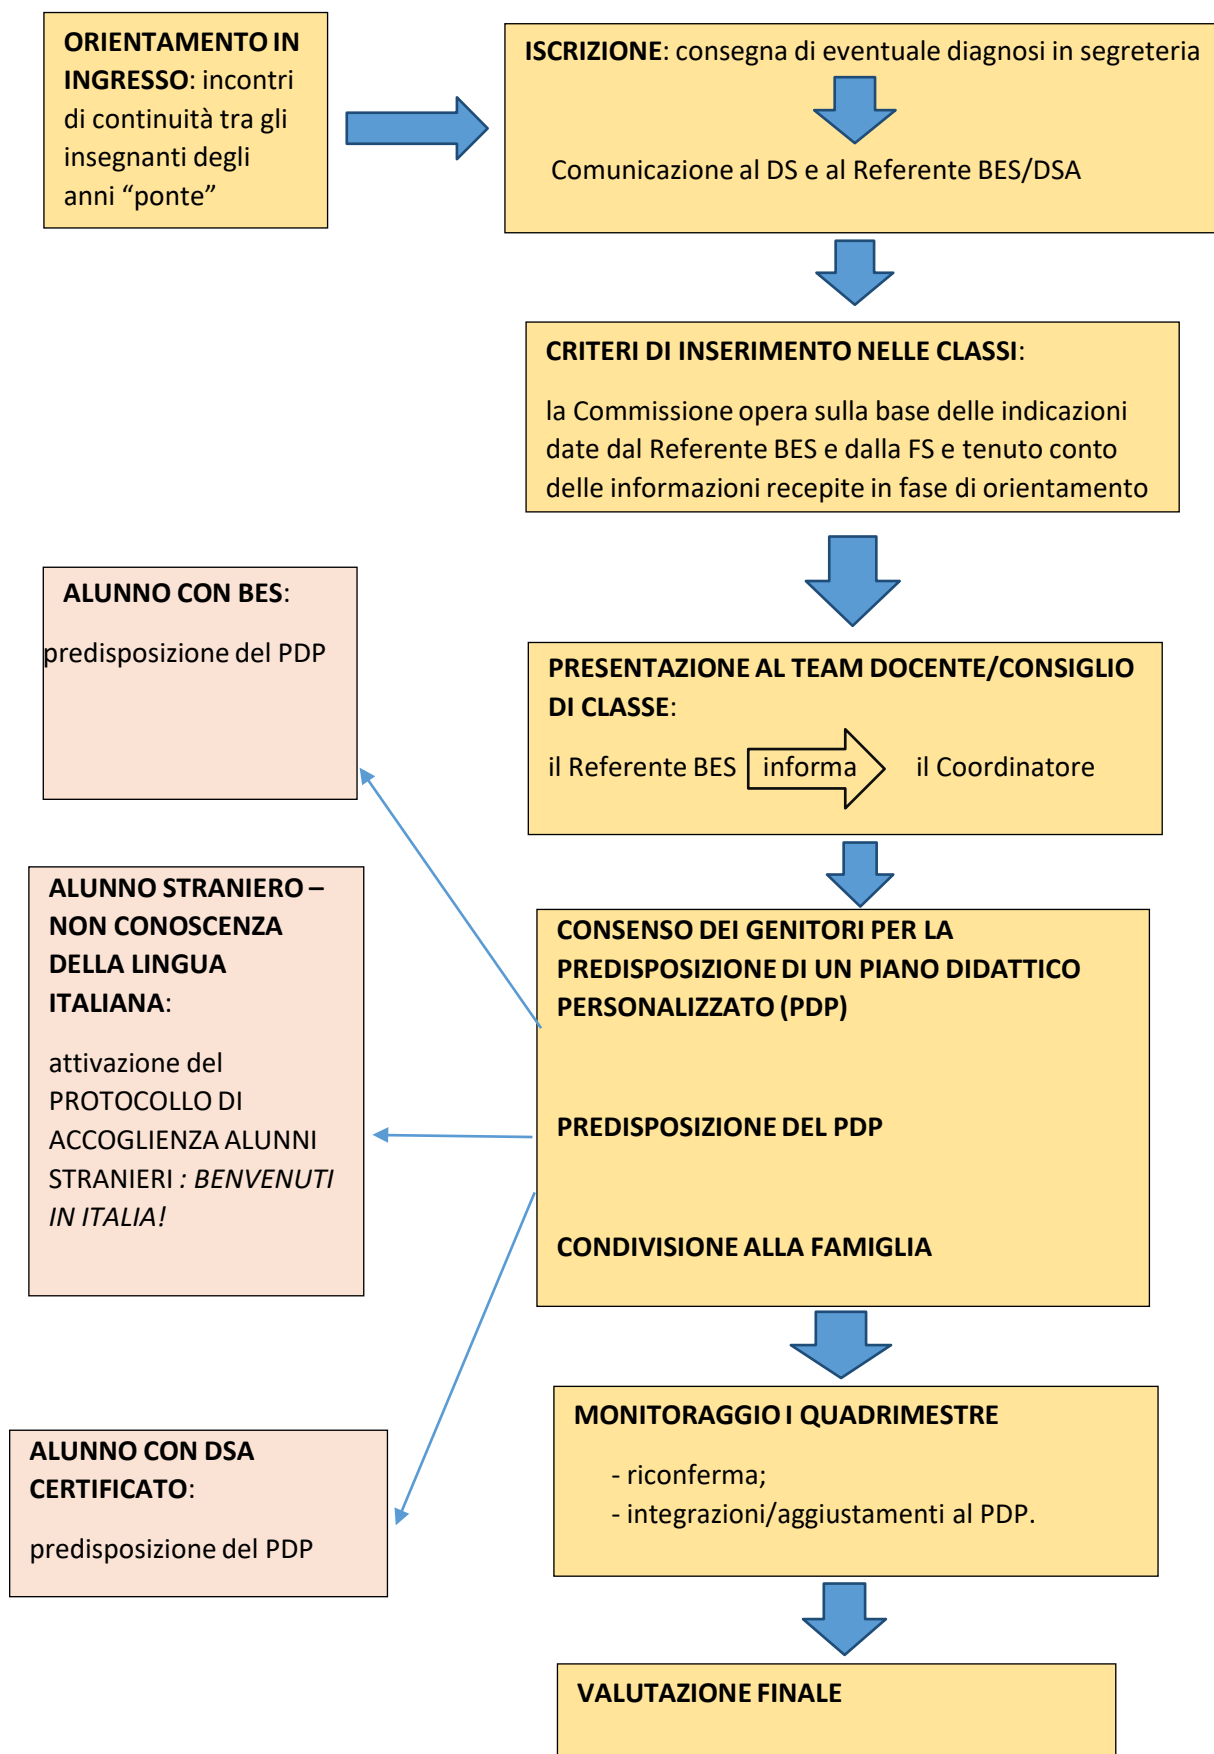 ORIENTAMENTO IN
INGRESSO: incontri
di continuità tra gli
insegnanti degli
anni “ponte”
ISCRIZIONE: consegna di eventuale diagnosi in segreteria
Comunicazione al DS e al Referente BES/DSA
CRITERI DI INSERIMENTO NELLE CLASSI:
la Commissione opera sulla base delle indicazioni
date dal Referente BES e dalla FS e tenuto conto
delle informazioni recepite in fase di orientamento
PRESENTAZIONE AL TEAM DOCENTE/CONSIGLIO
DI CLASSE:
il Referente BES informa il Coordinatore
ALUNNO CON BES:
predisposizione del PDP
ALUNNO STRANIERO –
NON CONOSCENZA
DELLA LINGUA
ITALIANA:
attivazione del
PROTOCOLLO DI
ACCOGLIENZA ALUNNI
STRANIERI : BENVENUTI
IN ITALIA!
CONSENSO DEI GENITORI PER LA
PREDISPOSIZIONE DI UN PIANO DIDATTICO
PERSONALIZZATO (PDP)
PREDISPOSIZIONE DEL PDP
CONDIVISIONE ALLA FAMIGLIA
ALUNNO CON DSA
CERTIFICATO:
predisposizione del PDP
MONITORAGGIO I QUADRIMESTRE
- riconferma;
- integrazioni/aggiustamenti al PDP.
VALUTAZIONE FINALE